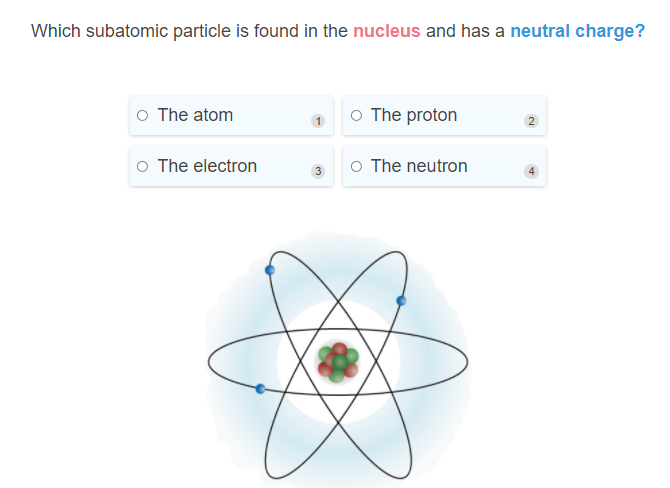 Which subatomic particle is found in the nucleus and has a neutral charge?
The atom 1 The proton 2
The electron 3 The neutron 4